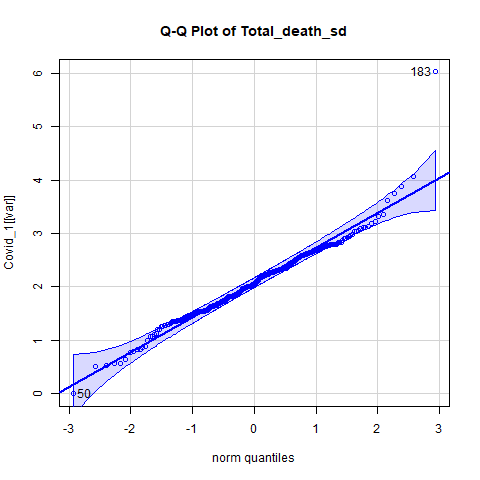 Q-Q Plot of Total_death_sd
183
6
5
4
3
2
1
0
50
Covid_1[[var]]
-3 -2 -1 0 1 2 3
norm quantiles